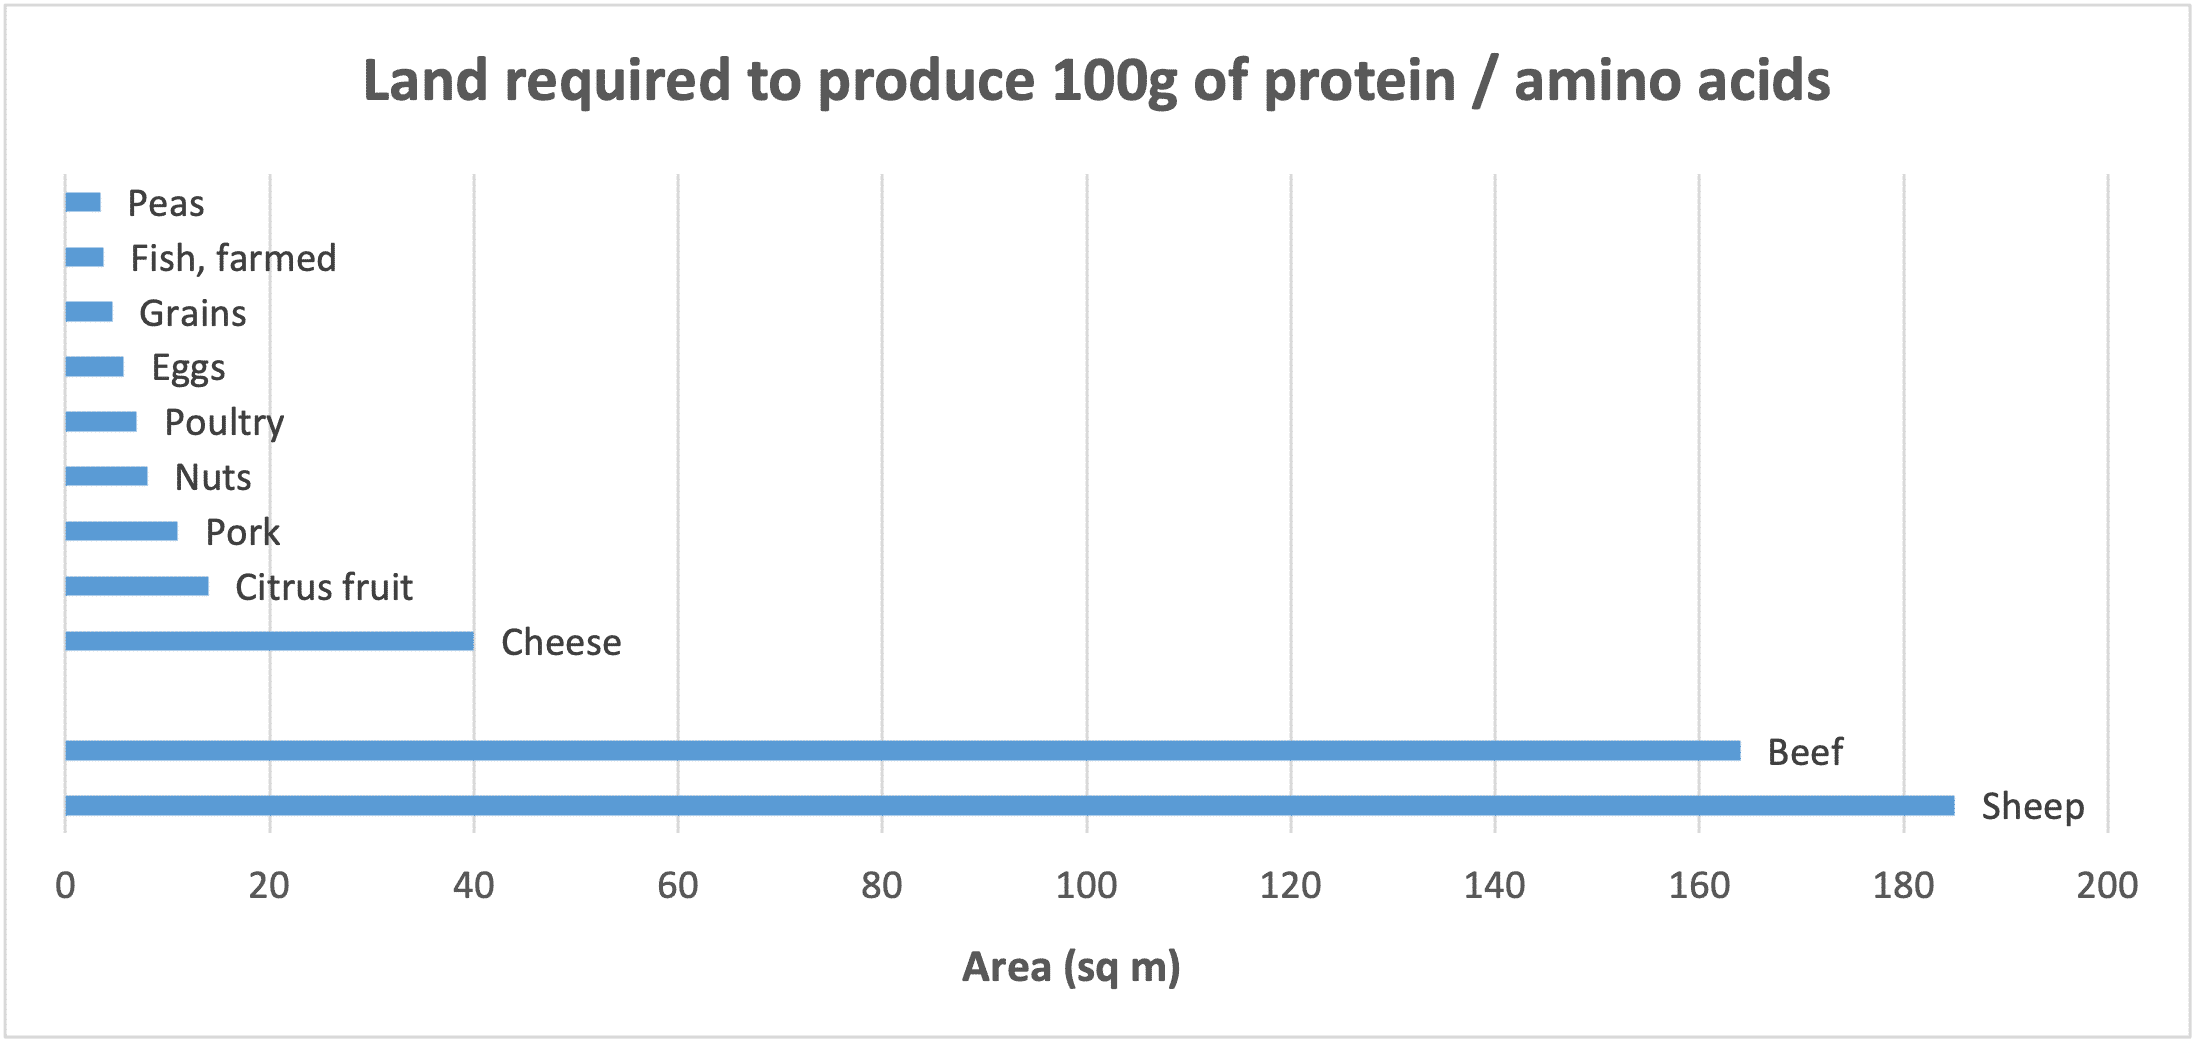 Land required to produce 100g of protein / amino acids
Peas
Fish, farmed
Grains
Eggs
Poultry
Nuts
Pork
Citrus fruit
Cheese
Beef
Sheep
0 20 40 60 80 100 120 140 160 180 200
Area (sq m)